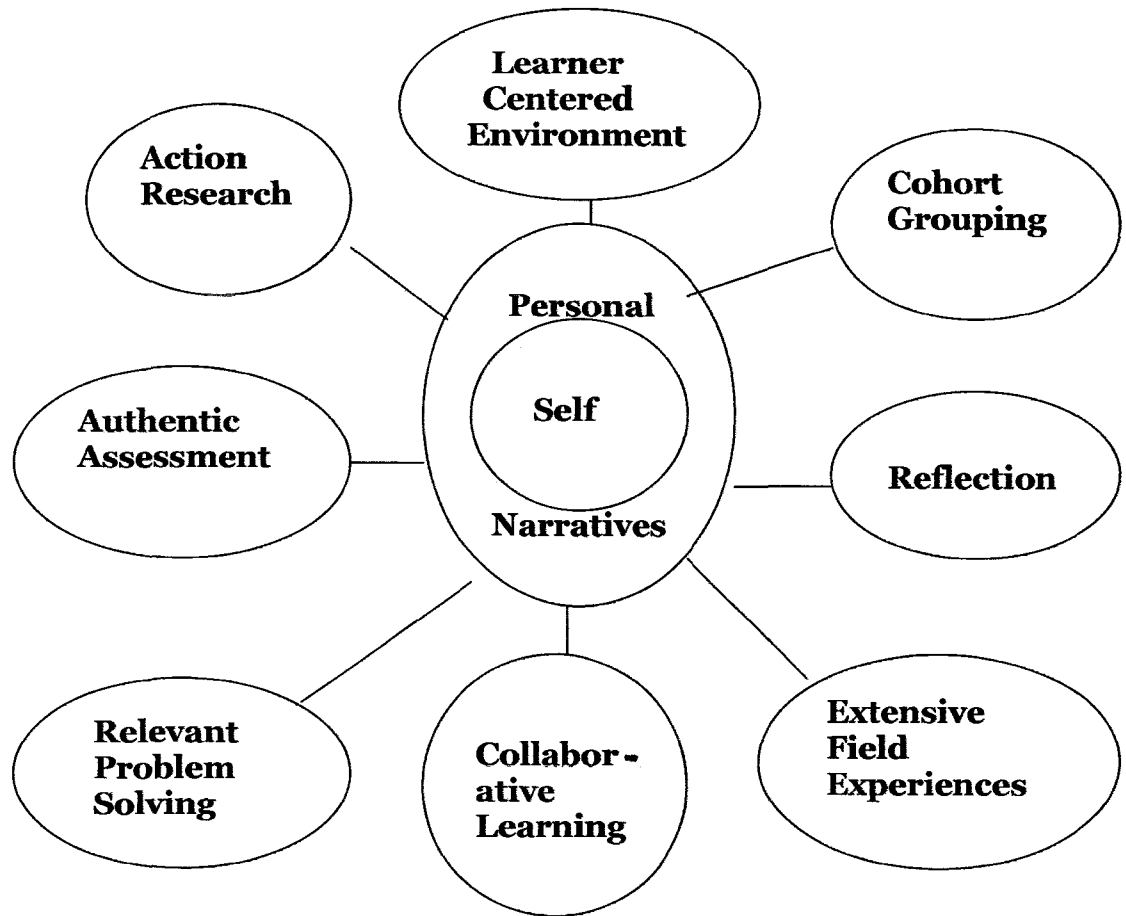 Learner
Centered
Environment
Action
Research
Cohort
Grouping
Personal
Self
Narratives
Authentic
Assessment
Reflection
Relevant
Problem
Solving
Collabor-
ative
Learning
Extensive
Field
Experiences